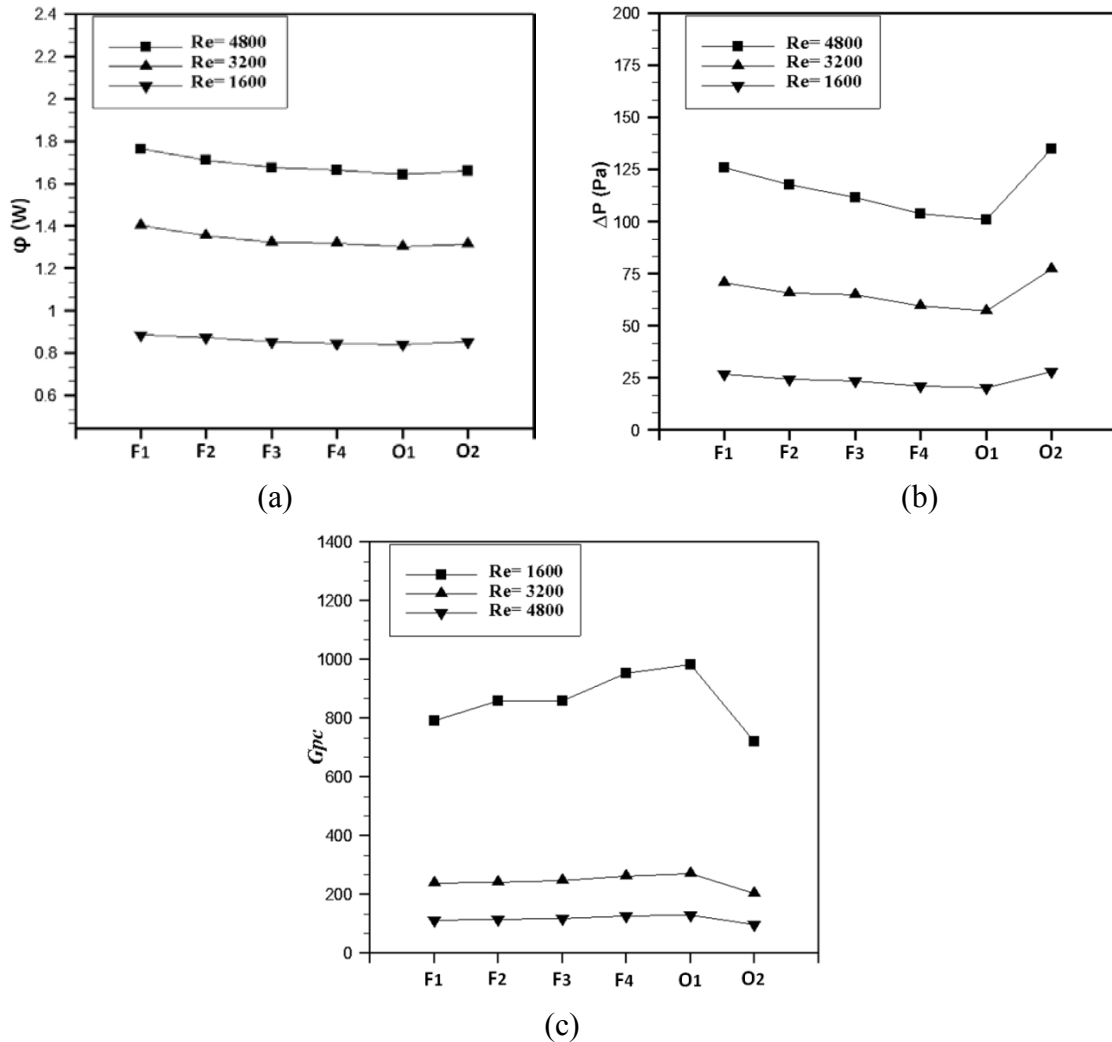 2.4
2.2
2
1.8
1.6
1.4
1.2
1
0.8
0.6
φ (W)
Re= 4800
Re= 3200
Re= 1600
F1 F2 F3 F4 O1 O2
(a)
200
175
150
125
100
75
50
25
0
ΔP (Pa)
Re= 4800
Re= 3200
Re= 1600
F1 F2 F3 F4 O1 O2
(b)
1400
1200
1000
800
600
400
200
0
Gpc
Re= 1600
Re= 3200
Re= 4800
F1 F2 F3 F4 O1 O2
(c)